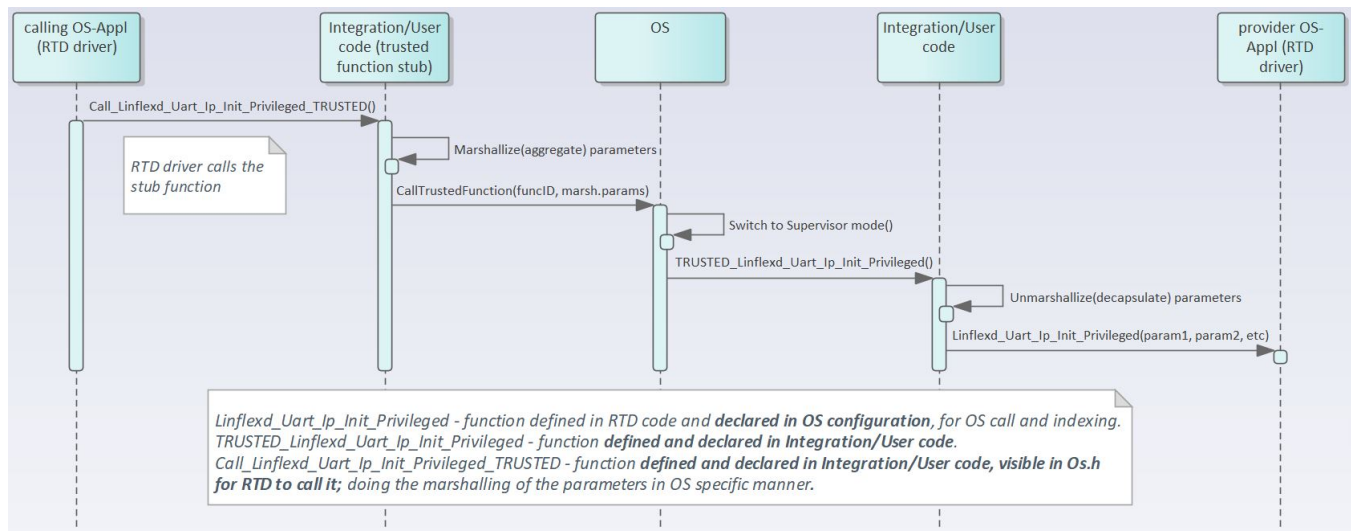 calling OS-Appl
(RTD driver)
Integration/User
code (trusted
function stub)
OS
Integration/User
code
provider OS-
Appl (RTD
driver)
Call_Linflexd_Uart_Ip_Init_Privileged_TRUSTED()
RTD driver calls the
stub function
Marshallize(aggregate) parameters
CallTrustedFunction(funcID, marsh.params)
Switch to Supervisor mode()
TRUSTED_Linflexd_Uart_Ip_Init_Privileged()
Unmarshallize(decapsulate) parameters
Linflexd_Uart_Ip_Init_Privileged(param1, param2, etc)
Linflexd_Uart_Ip_Init_Privileged - function defined in RTD code and declared in OS configuration, for OS call and indexing.
TRUSTED_Linflexd_Uart_Ip_Init_Privileged - function defined and declared in Integration/User code.
Call_Linflexd_Uart_Ip_Init_Privileged_TRUSTED - function defined and declared in Integration/User code, visible in Os.h
for RTD to call it; doing the marshalling of the parameters in OS specific manner.